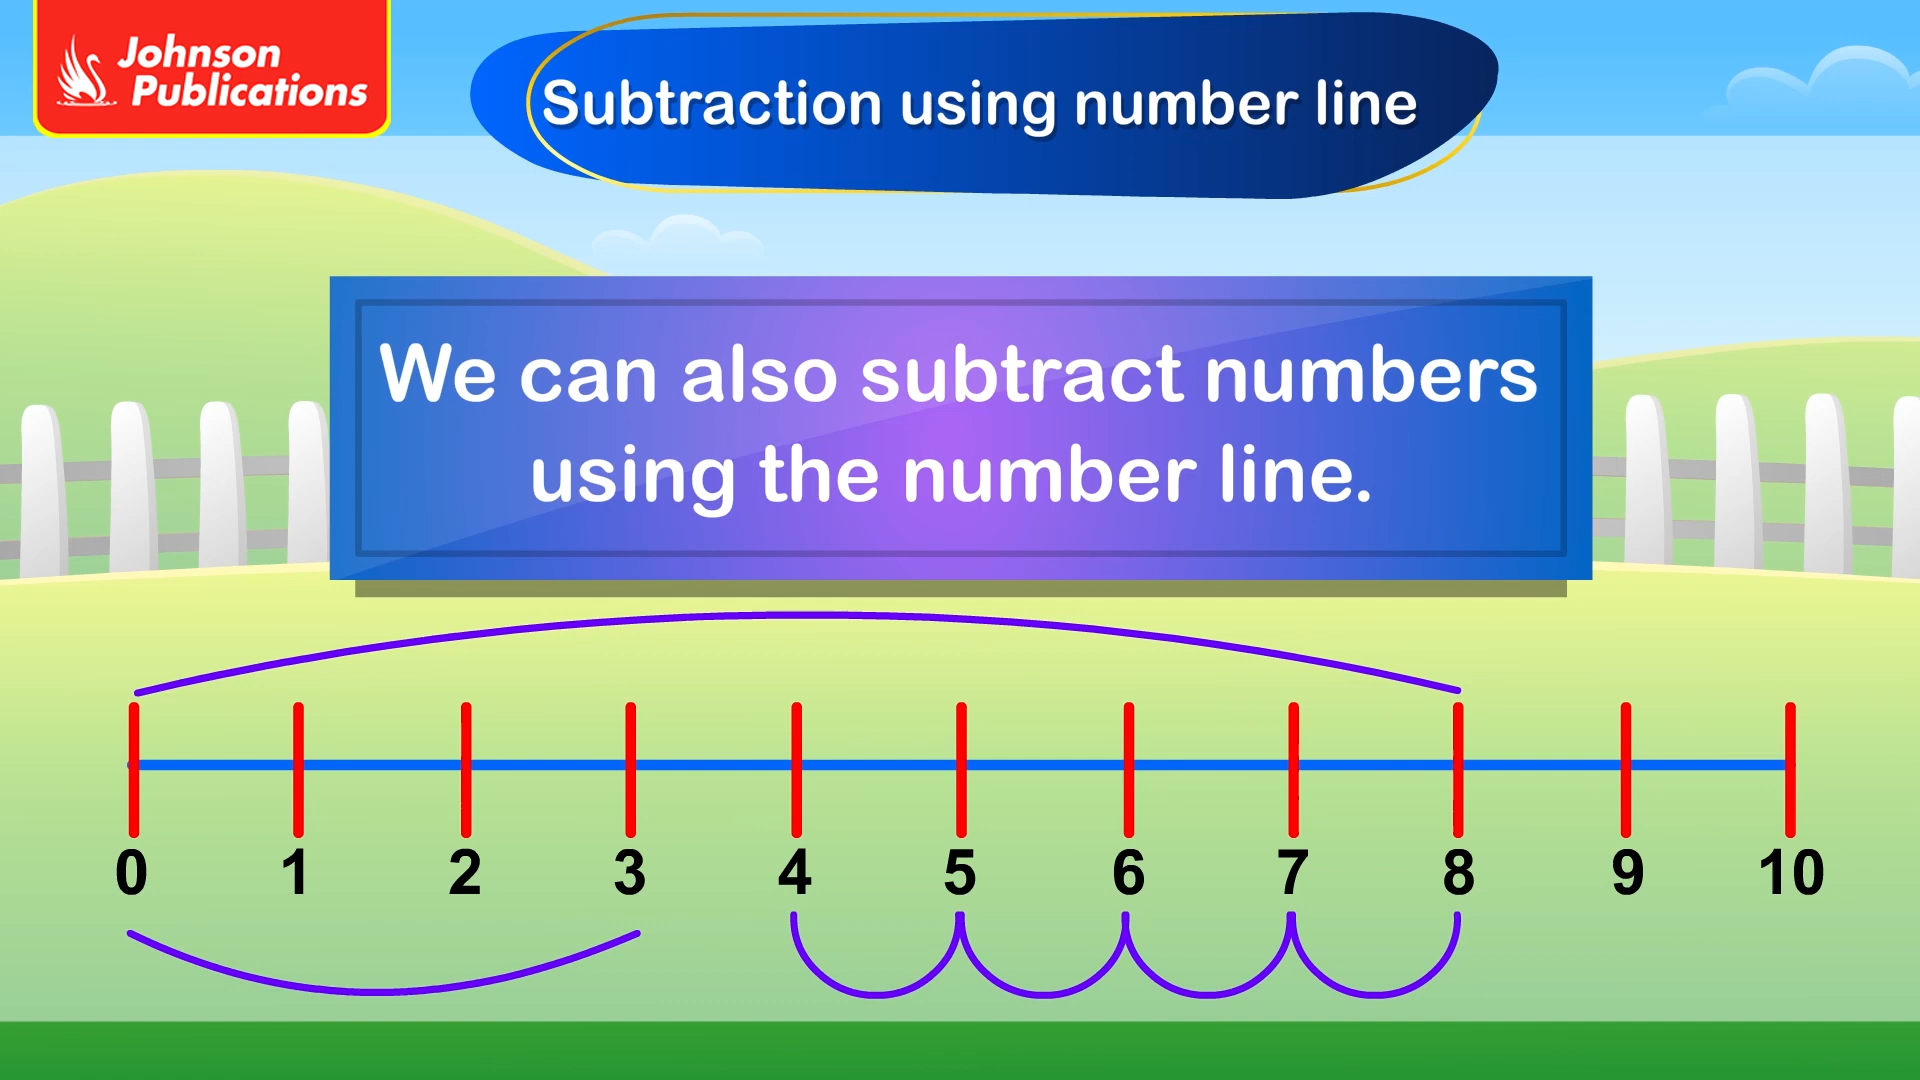 Johnson
Publications
Subtraction using number line
We can also subtract numbers
using the number line.
0 1 2 3 4 5 6 7 8 9 10